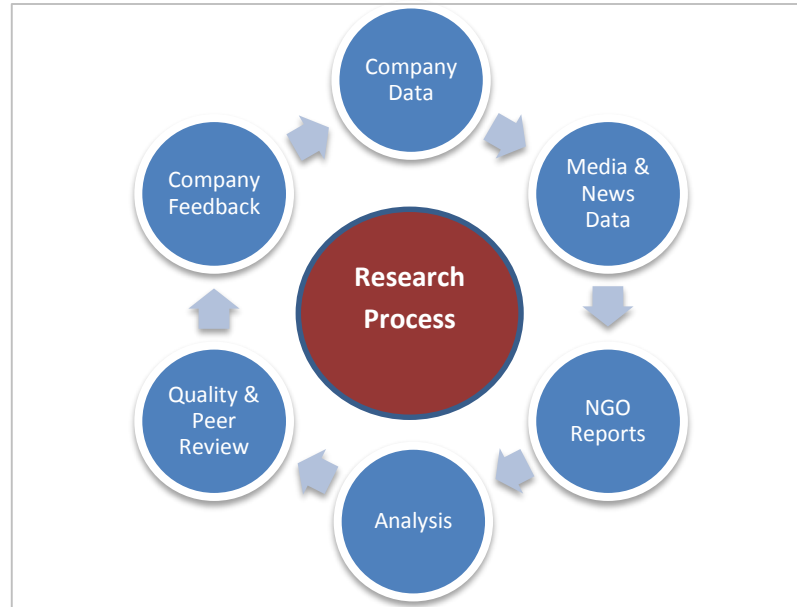 Company
Data
Media &
News
Data
NGO
Reports
Analysis
Quality &
Peer
Review
Company
Feedback
Research
Process